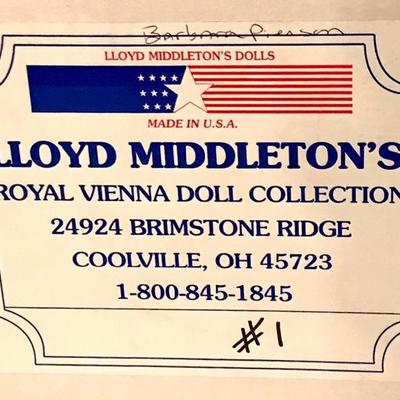 Barbara Pierson
LLOYD MIDDLETON'S DOLLS
MADE IN U.S.A.
LLOYD MIDDLETON'S
ROYAL VIENNA DOLL COLLECTION
24924 BRIMSTONE RIDGE
COOLVILLE, OH 45723
1-800-845-1845
#1